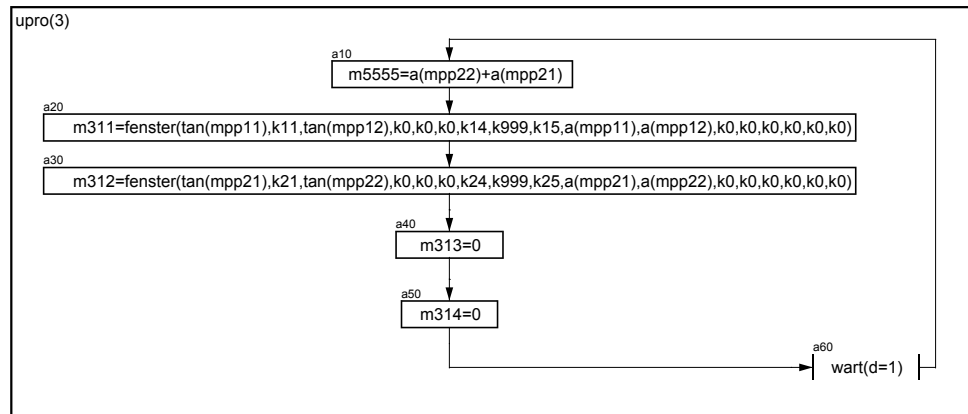 upro(3)
a10
m5555=a(mpp22)+a(mpp21)
a20
m311=fenster(tan(mpp11),k11,tan(mpp12),k0,k0,k0,k14,k999,k15,a(mpp11),a(mpp12),k0,k0,k0,k0,k0,k0)
a30
m312=fenster(tan(mpp21),k21,tan(mpp22),k0,k0,k0,k24,k999,k25,a(mpp21),a(mpp22),k0,k0,k0,k0,k0,k0)
a40
m313=0
a50
m314=0
a60
wart(d=1)